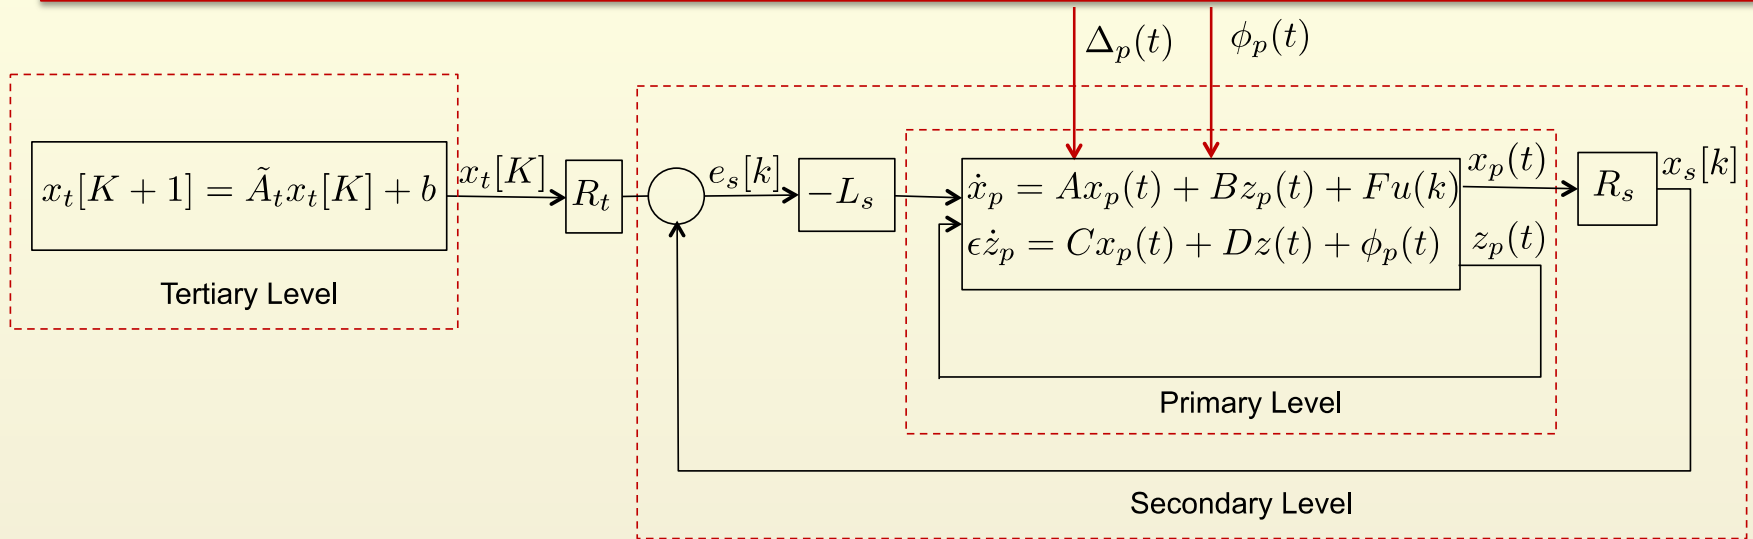 Δ_p(t)
ϕ_p(t)
x_t[K + 1] = Ã_t x_t[K] + b
x_t[K]
R_t
e_s[k]
−L_s
ẋ_p = Ax_p(t) + Bz_p(t) + Fu(k)
ϵż_p = Cx_p(t) + Dz(t) + ϕ_p(t)
x_p(t)
z_p(t)
R_s
x_s[k]
Tertiary Level
Primary Level
Secondary Level